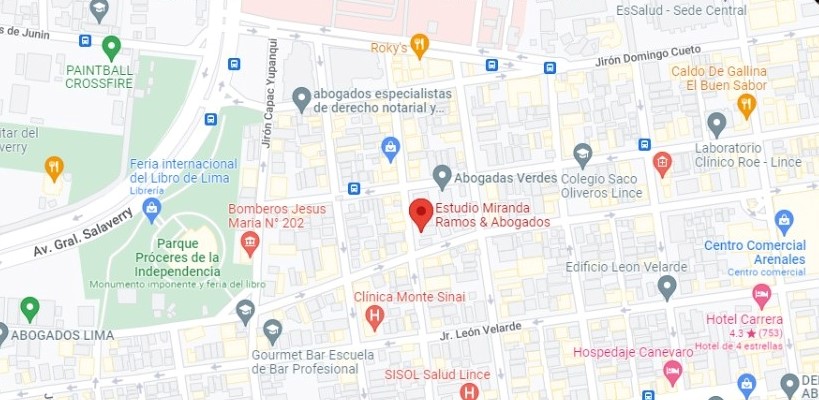 EsSalud - Sede Central
s de Junín
Roky's
Jirón Domingo Cueto
PAINTBALL
CROSSFIRE
Caldo De Gallina
El Buen Sabor
Jirón Capac Yupanqui
abogados especialistas
de derecho notarial y...
itar del
verry
Laboratorio
Clínico Roe - Lince
Feria internacional
del Libro de Lima
Librería
Abogadas Verdes
Colegio Saco
Oliveros Lince
Bomberos Jesus
Maria N° 202
Estudio Miranda
Ramos & Abogados
Av. Gral. Salaverry
Parque
Próceres de la
Independencia
Monumento imponente y feria del libro
Centro Comercial
Arenales
Centro comercial
Edificio Leon Velarde
Clínica Monte Sinai
Hotel Carrera
4.3 ★ (753)
Hotel de 4 estrellas
ABOGADOS LIMA
Jr. León Velarde
Gourmet Bar Escuela
de Bar Profesional
Hospedaje Canevaro
SISOL Salud Lince
DE
AB